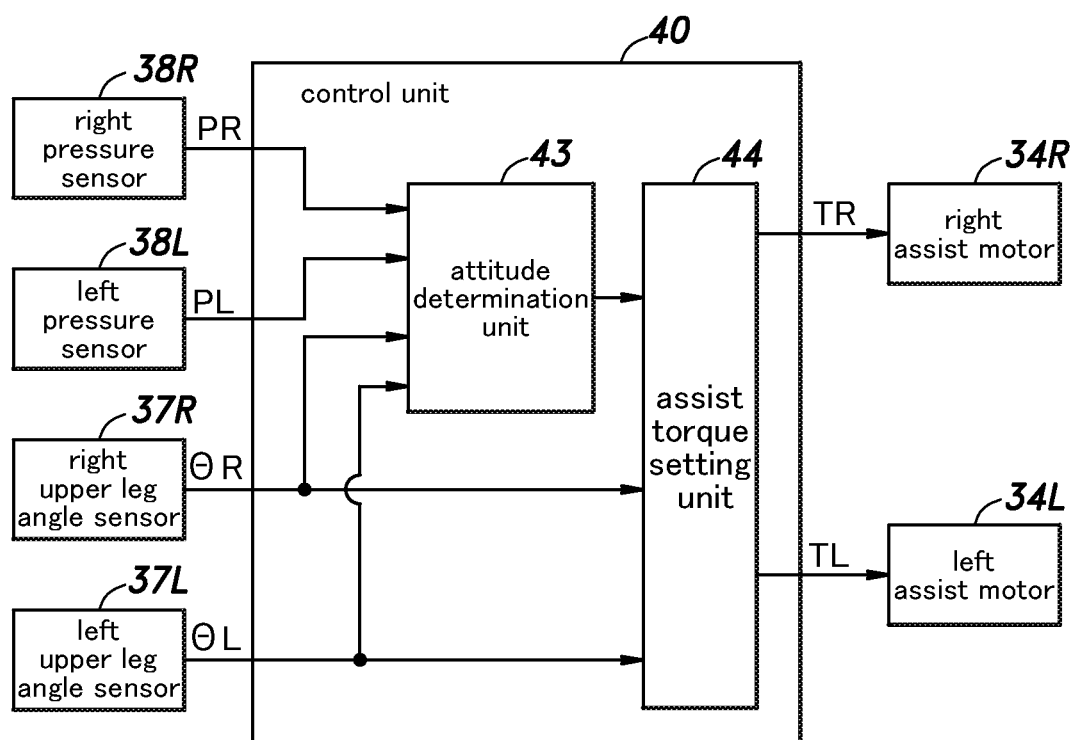 40
38R
right
pressure
sensor
PR
control unit
43
44
34R
right
assist motor
TR
38L
left
pressure
sensor
PL
attitude
determination
unit
37R
right
upper leg
angle sensor
ΘR
assist
torque
setting
unit
34L
left
assist motor
TL
37L
left
upper leg
angle sensor
ΘL